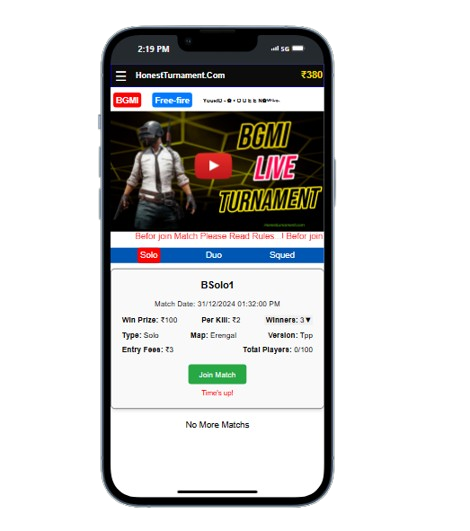 2:19 PM 5G
HonestTurnament.Com ₹380
BGMI Free-fire
BGMI
LIVE
TURNAMENT
Befor join Match Please Read Rules ..! Befor join
Solo Duo Squed
BSolo1
Match Date: 31/12/2024 01:32:00 PM
Win Prize: ₹100 Per Kill: ₹2 Winners: 3▼
Type: Solo Map: Erengal Version: Tpp
Entry Fees: ₹3 Total Players: 0/100
Join Match
Time's up!
No More Matchs